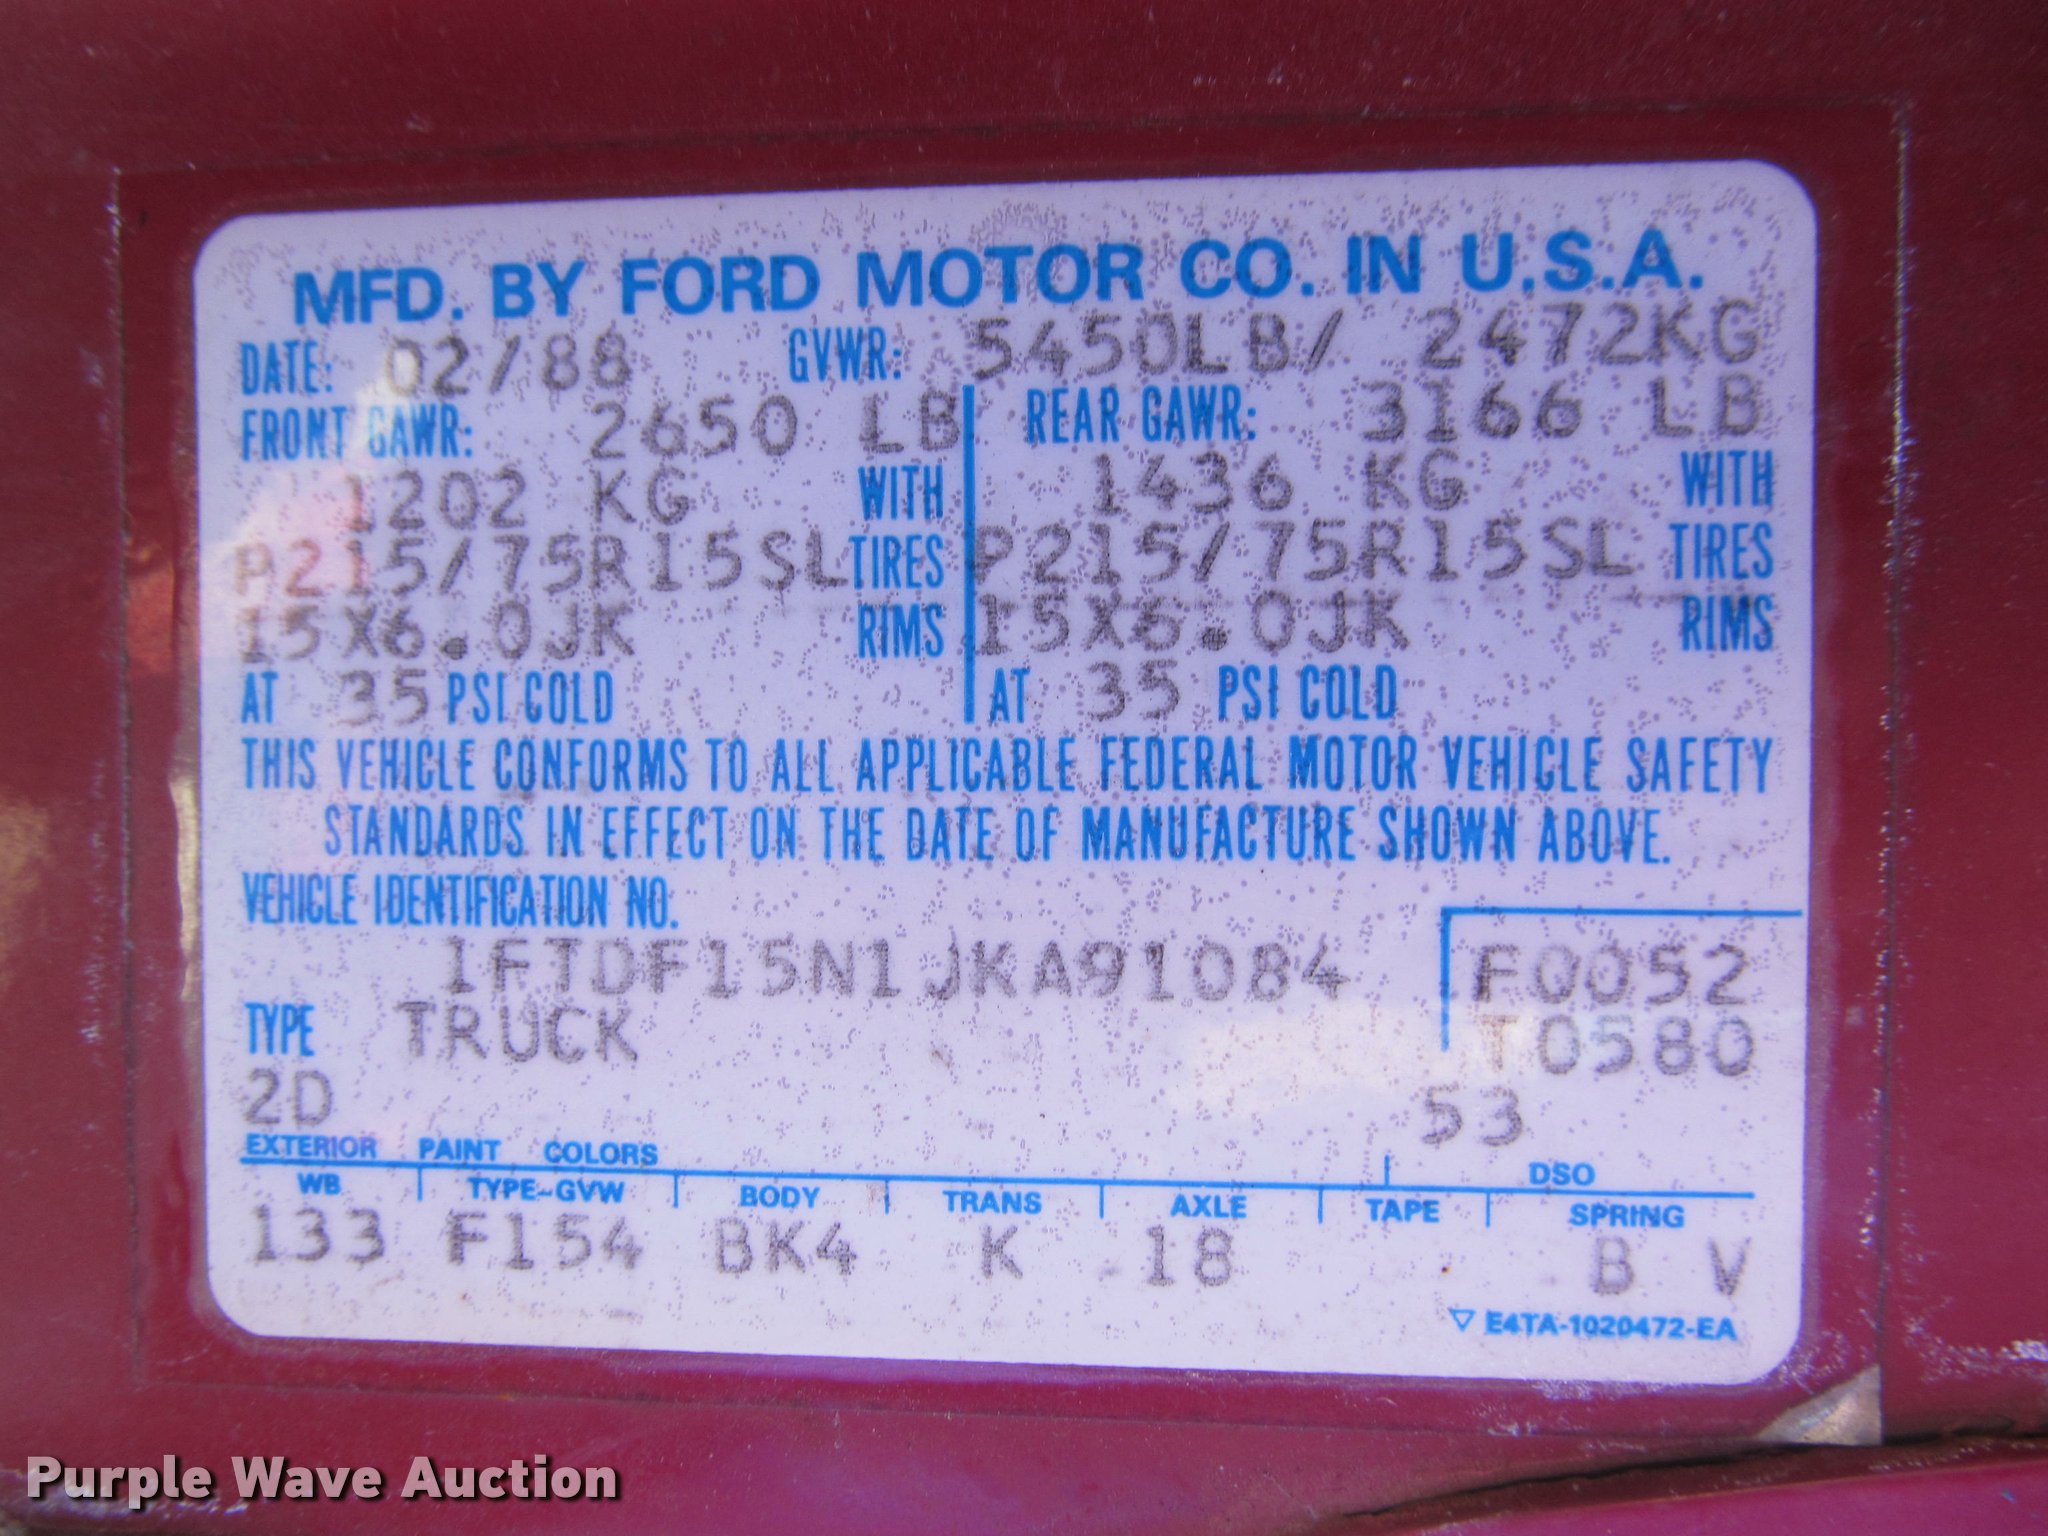 MFD. BY FORD MOTOR CO. IN U.S.A.
DATE: 02/88 GVWR: 5450LB/ 2472KG
FRONT GAWR: 2650 LB REAR GAWR: 3166 LB
1202 KG WITH 1436 KG WITH
P215/75R15SL TIRES P215/75R15SL TIRES
15X6.0JK RIMS 15X6.0JK RIMS
AT 35 PSI COLD AT 35 PSI COLD
THIS VEHICLE CONFORMS TO ALL APPLICABLE FEDERAL MOTOR VEHICLE SAFETY
STANDARDS IN EFFECT ON THE DATE OF MANUFACTURE SHOWN ABOVE.
VEHICLE IDENTIFICATION NO.
1FTDF15N1JKA91084 F0052
TYPE TRUCK T0580
2D 53
EXTERIOR PAINT COLORS DSO
WB TYPE-GVW BODY TRANS AXLE TAPE SPRING
133 F154 BK4 K 18 B V
▽ E4TA-1020472-EA
Purple Wave Auction